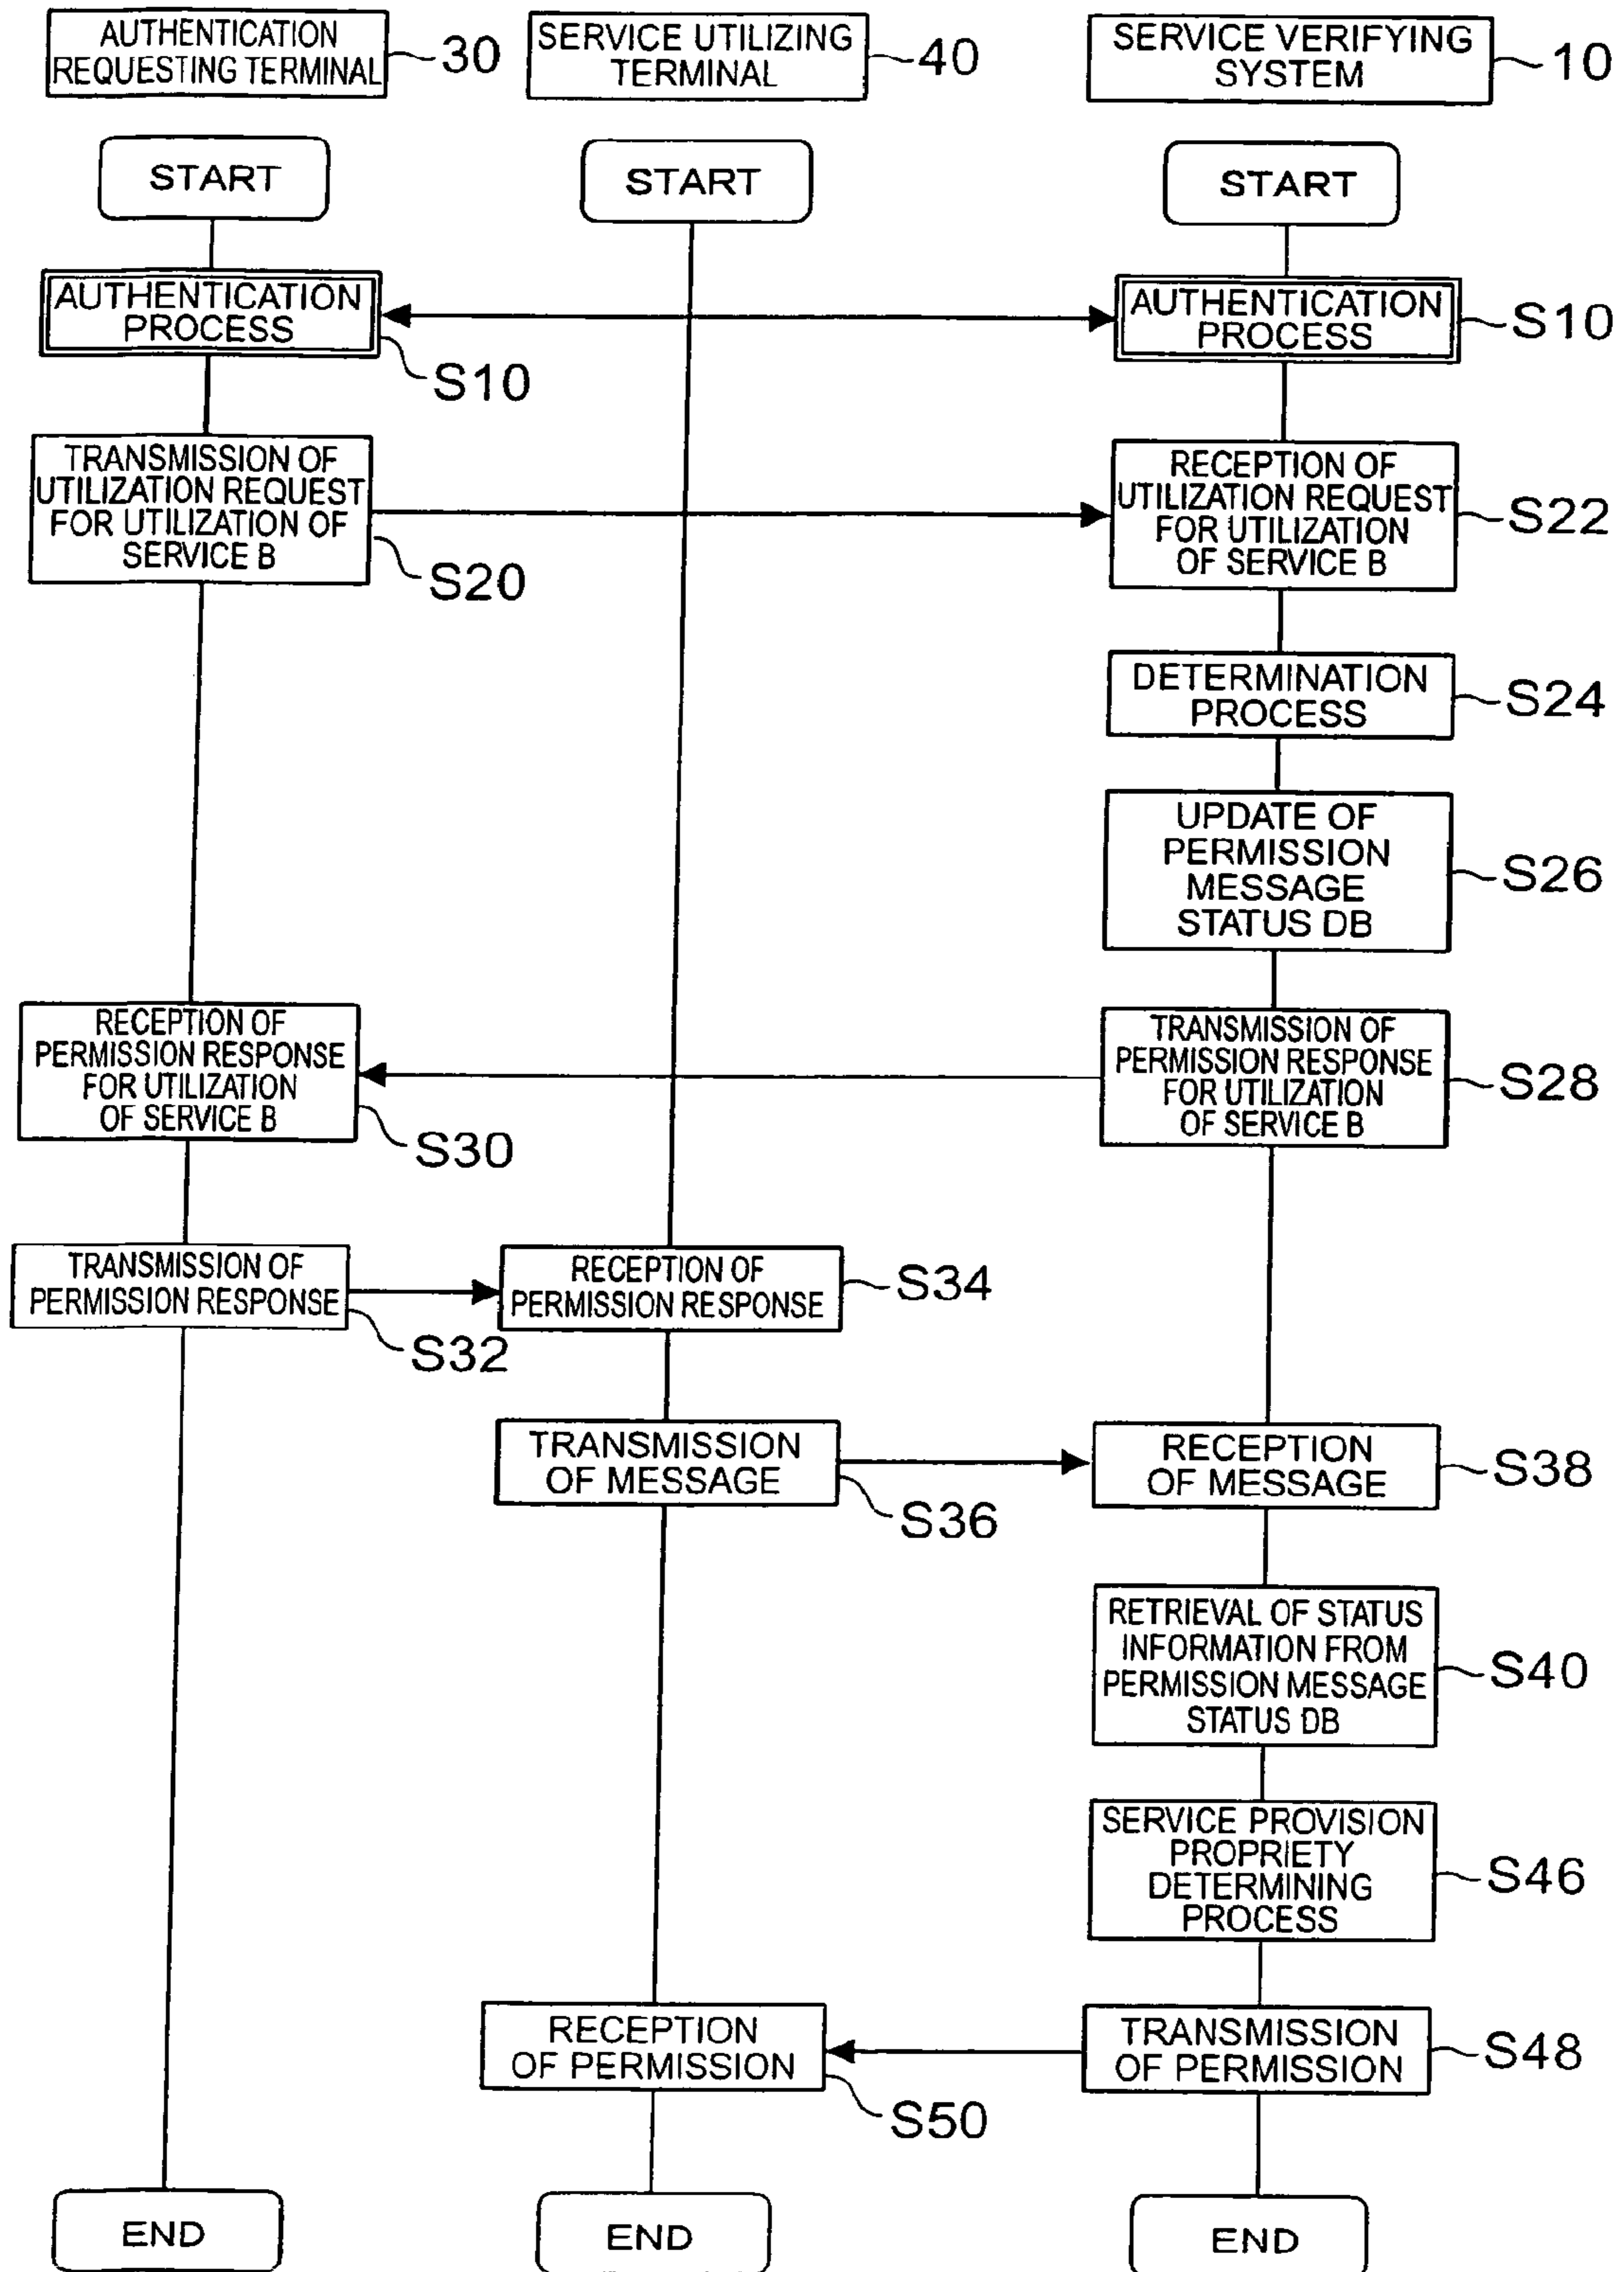 AUTHENTICATION
REQUESTING TERMINAL
30
SERVICE UTILIZING
TERMINAL
40
SERVICE VERIFYING
SYSTEM
10
START
START
START
AUTHENTICATION
PROCESS
S10
AUTHENTICATION
PROCESS
S10
TRANSMISSION OF
UTILIZATION REQUEST
FOR UTILIZATION OF
SERVICE B
S20
RECEPTION OF
UTILIZATION REQUEST
FOR UTILIZATION
OF SERVICE B
S22
DETERMINATION
PROCESS
S24
UPDATE OF
PERMISSION
MESSAGE
STATUS DB
S26
RECEPTION OF
PERMISSION RESPONSE
FOR UTILIZATION
OF SERVICE B
S30
TRANSMISSION OF
PERMISSION RESPONSE
FOR UTILIZATION
OF SERVICE B
S28
TRANSMISSION OF
PERMISSION RESPONSE
S32
RECEPTION OF
PERMISSION RESPONSE
S34
TRANSMISSION
OF MESSAGE
S36
RECEPTION
OF MESSAGE
S38
RETRIEVAL OF STATUS
INFORMATION FROM
PERMISSION MESSAGE
STATUS DB
S40
SERVICE PROVISION
PROPRIETY
DETERMINING
PROCESS
S46
RECEPTION
OF PERMISSION
S50
TRANSMISSION
OF PERMISSION
S48
END
END
END